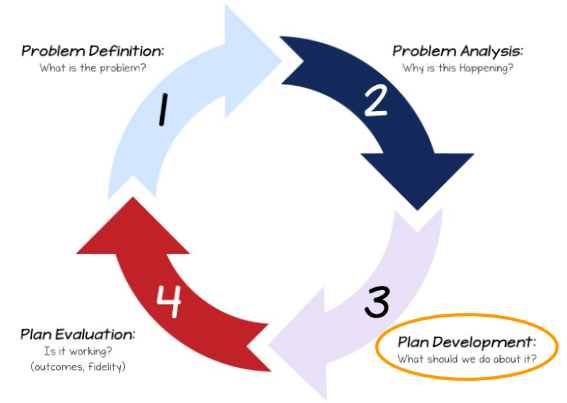 Problem Definition:
What is the problem?
1
Problem Analysis:
Why is this Happening?
2
3
Plan Development:
What should we do about it?
4
Plan Evaluation:
Is it working?
(outcomes, fidelity)